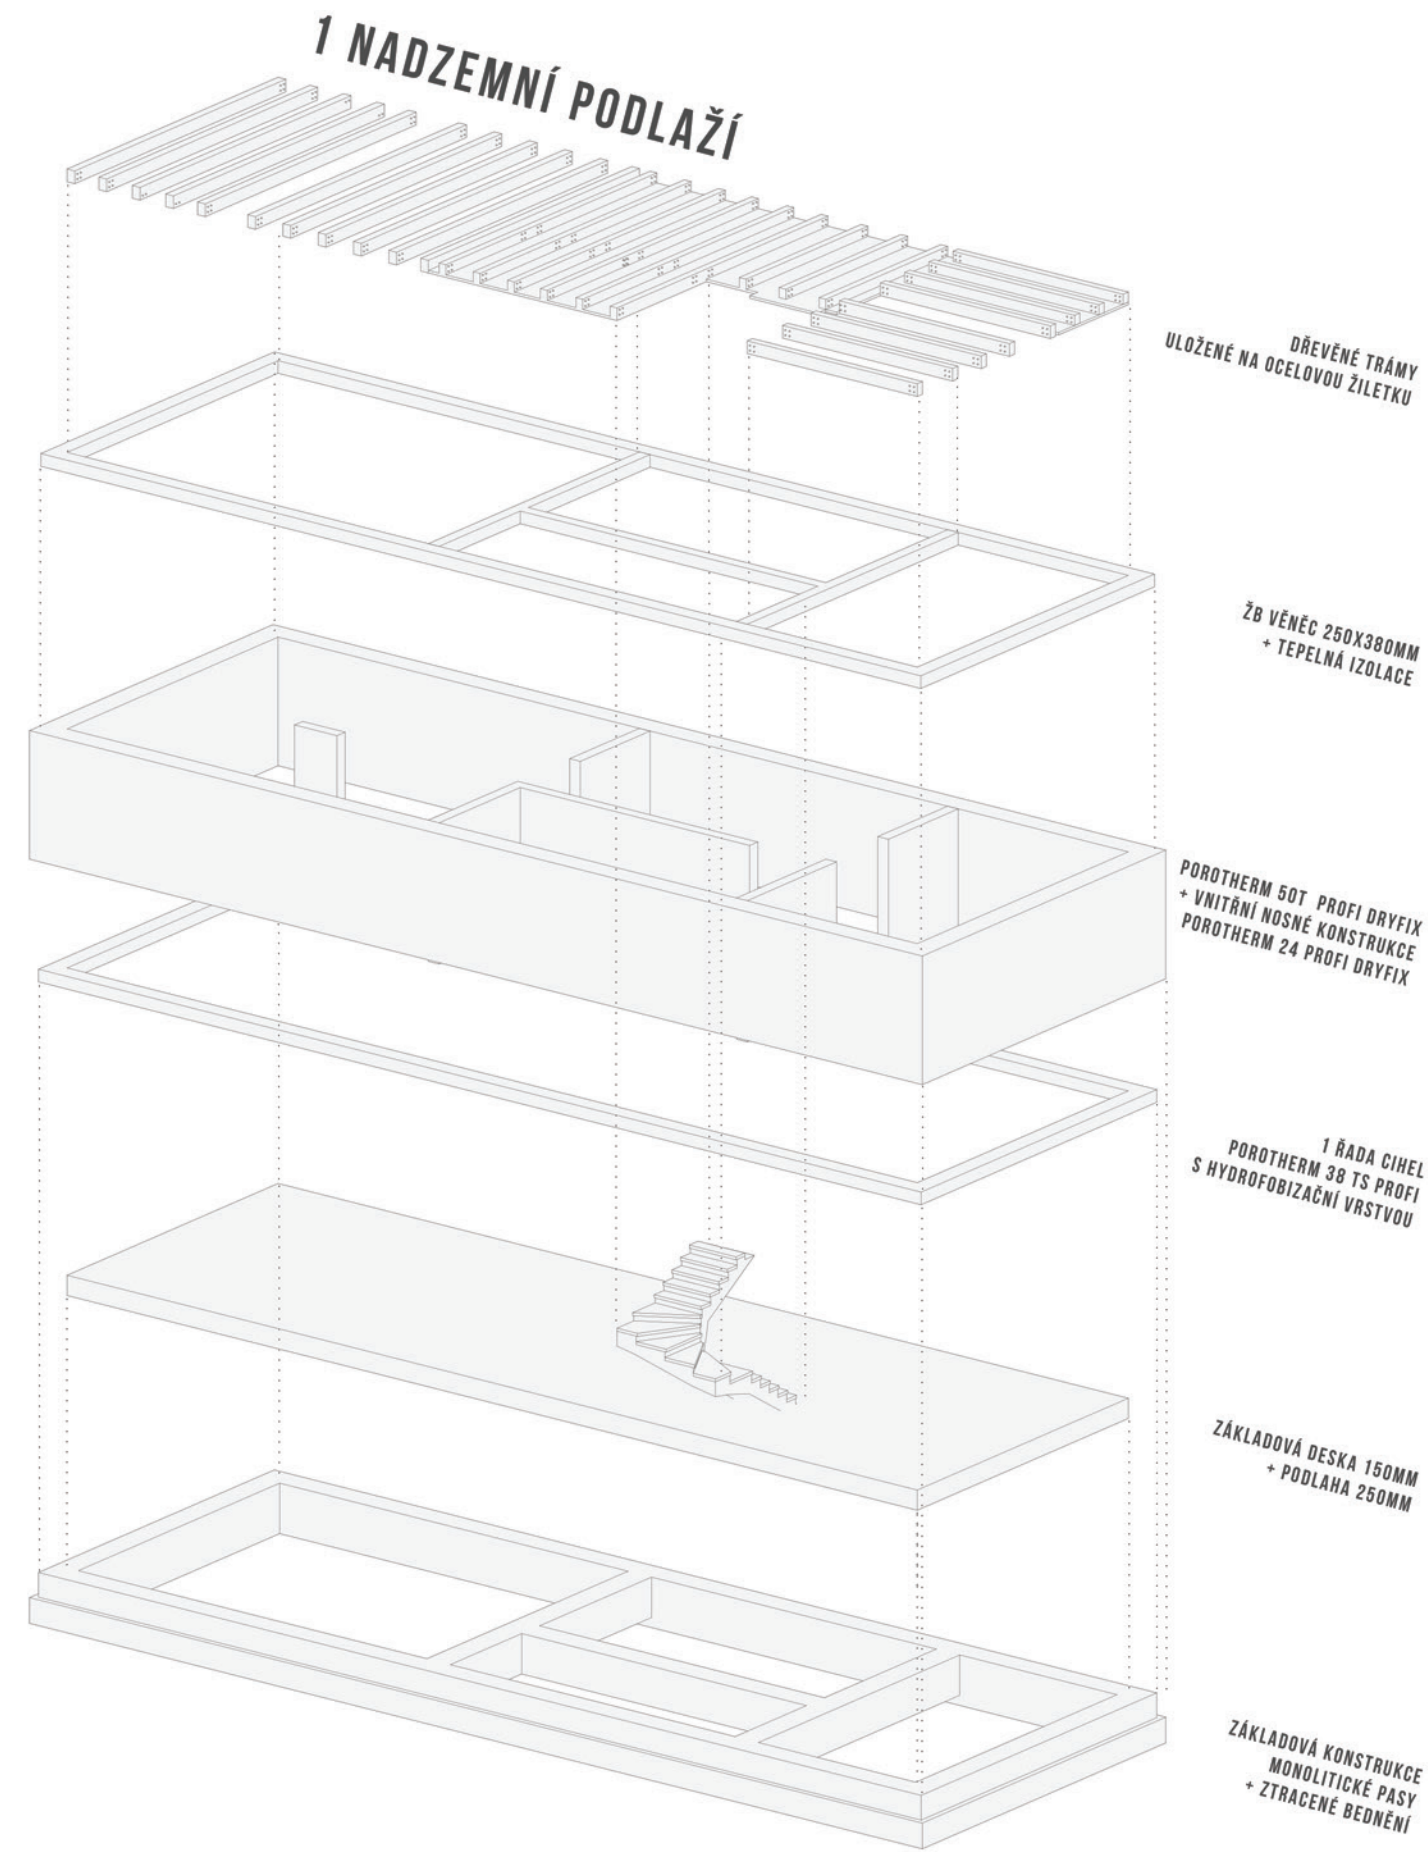 1 NADZEMNÍ PODLAŽÍ
DŘEVĚNÉ TRÁMY
ULOŽENÉ NA OCELOVOU ŽILETKU
ŽB VĚNĚC 250X380MM
+ TEPELNÁ IZOLACE
POROTHERM 50T PROFI DRYFIX
+ VNITŘNÍ NOSNÉ KONSTRUKCE
POROTHERM 24 PROFI DRYFIX
1 ŘADA CIHEL
POROTHERM 38 TS PROFI
S HYDROFOBIZAČNÍ VRSTVOU
ZÁKLADOVÁ DESKA 150MM
+ PODLAHA 250MM
ZÁKLADOVÁ KONSTRUKCE
MONOLITICKÉ PASY
+ ZTRACENÉ BEDNĚNÍ